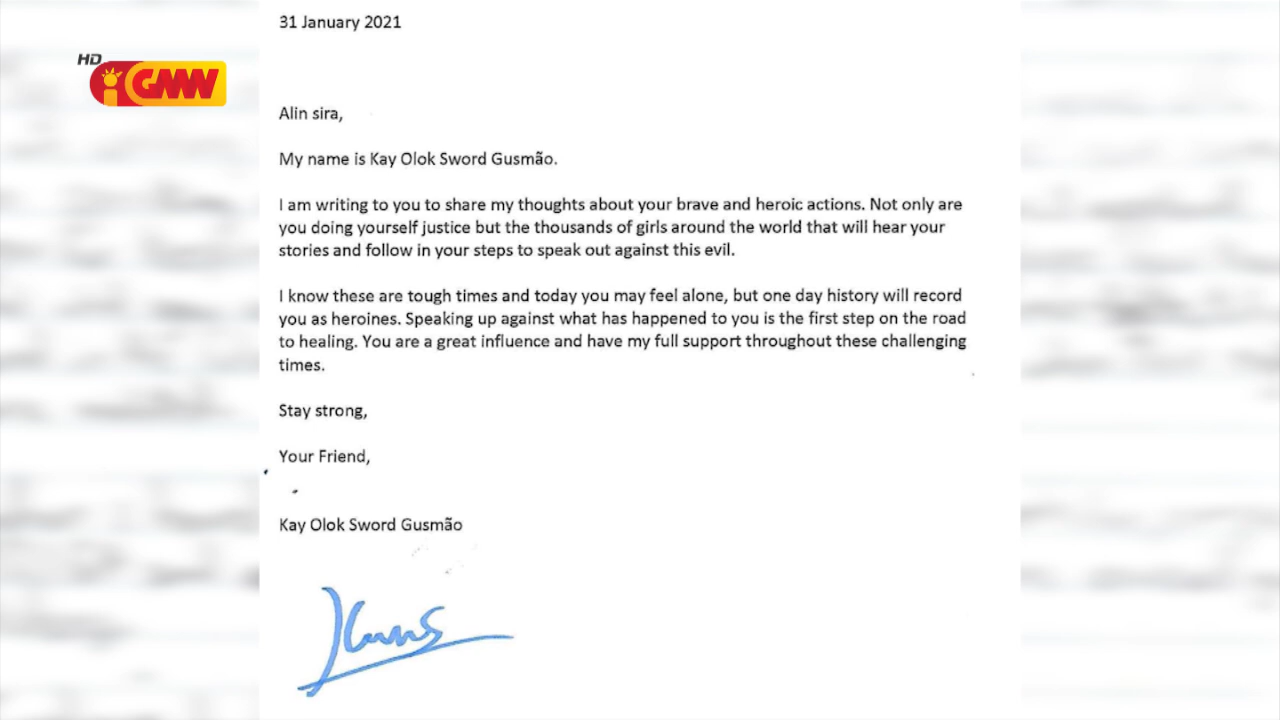 31 January 2021
HD
GMN
Alin sira,
My name is Kay Olok Sword Gusmão.
I am writing to you to share my thoughts about your brave and heroic actions. Not only are
you doing yourself justice but the thousands of girls around the world that will hear your
stories and follow in your steps to speak out against this evil.
I know these are tough times and today you may feel alone, but one day history will record
you as heroines. Speaking up against what has happened to you is the first step on the road
to healing. You are a great influence and have my full support throughout these challenging
times.
Stay strong,
Your Friend,
Kay Olok Sword Gusmão